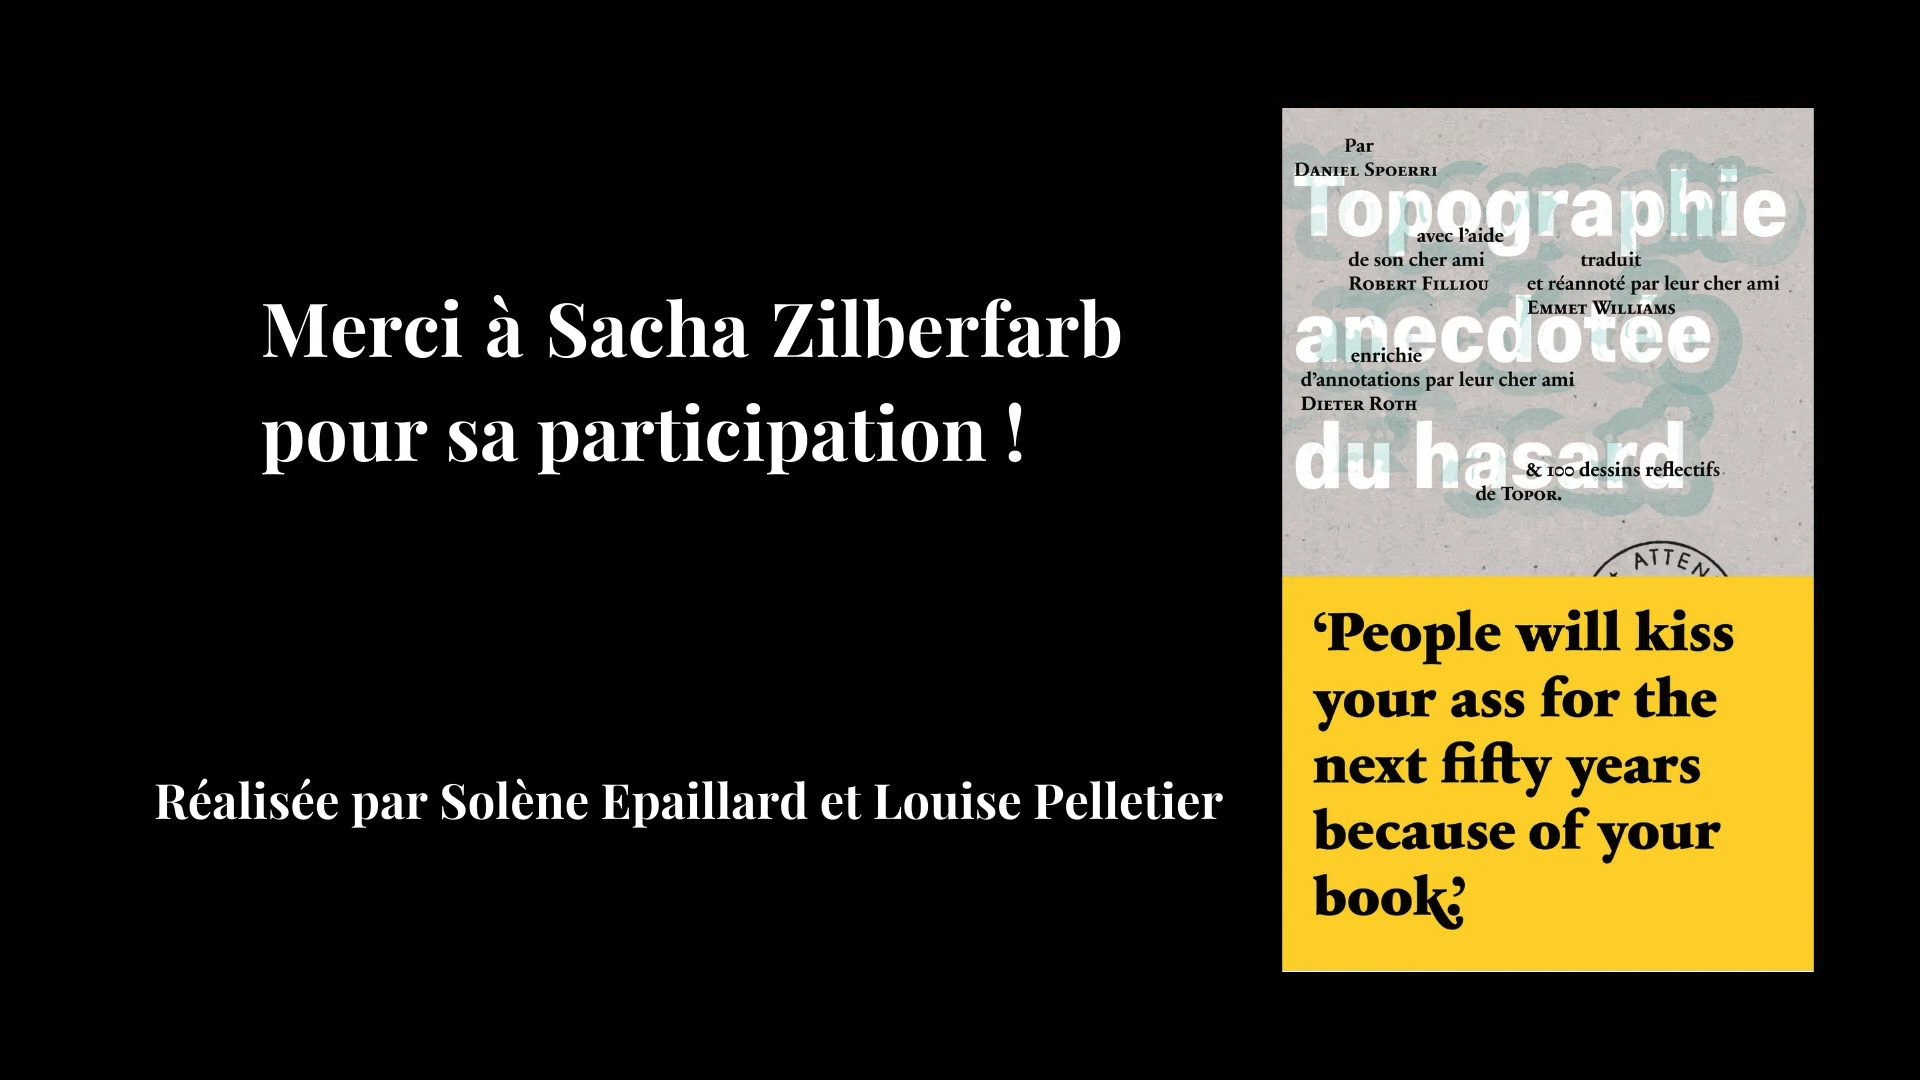 Merci à Sacha Zilberfarb
pour sa participation !
Réalisée par Solène Epaillard et Louise Pelletier
Par
Daniel Spoerri
Topographie
avec l’aide
de son cher ami
Robert Filliou
traduit
et réannoté par leur cher ami
Emmet Williams
anecdotée
enrichie
d’annotations par leur cher ami
Dieter Roth
du hasard
& 100 dessins reflectifs
de Topor.
‘People will kiss
your ass for the
next fifty years
because of your
book.’